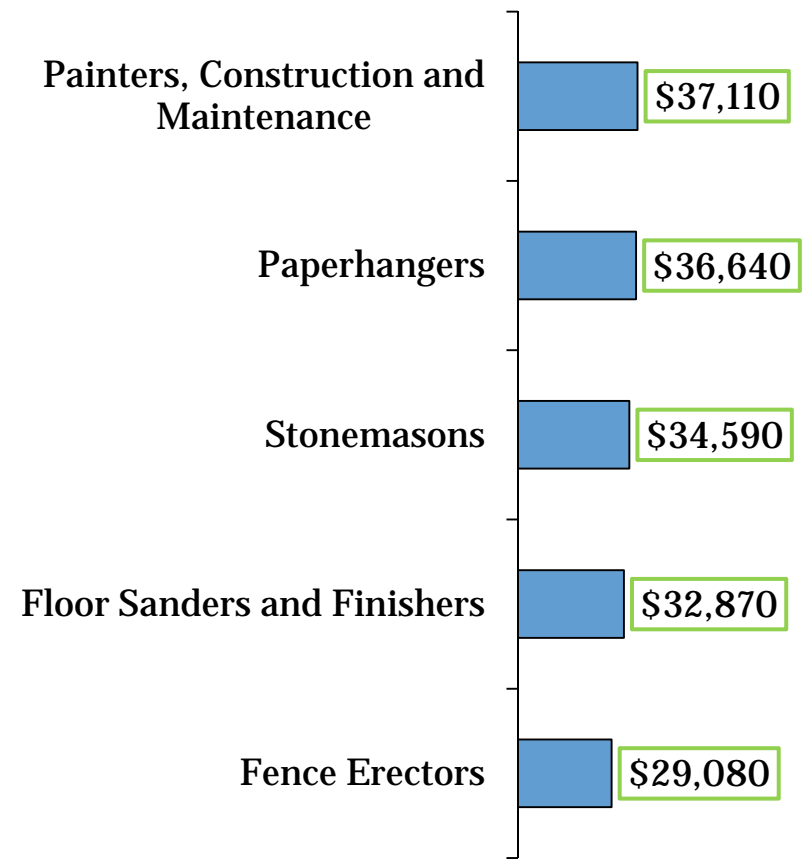 Painters, Construction and
Maintenance
$37,110
Paperhangers
$36,640
Stonemasons
$34,590
Floor Sanders and Finishers
$32,870
Fence Erectors
$29,080